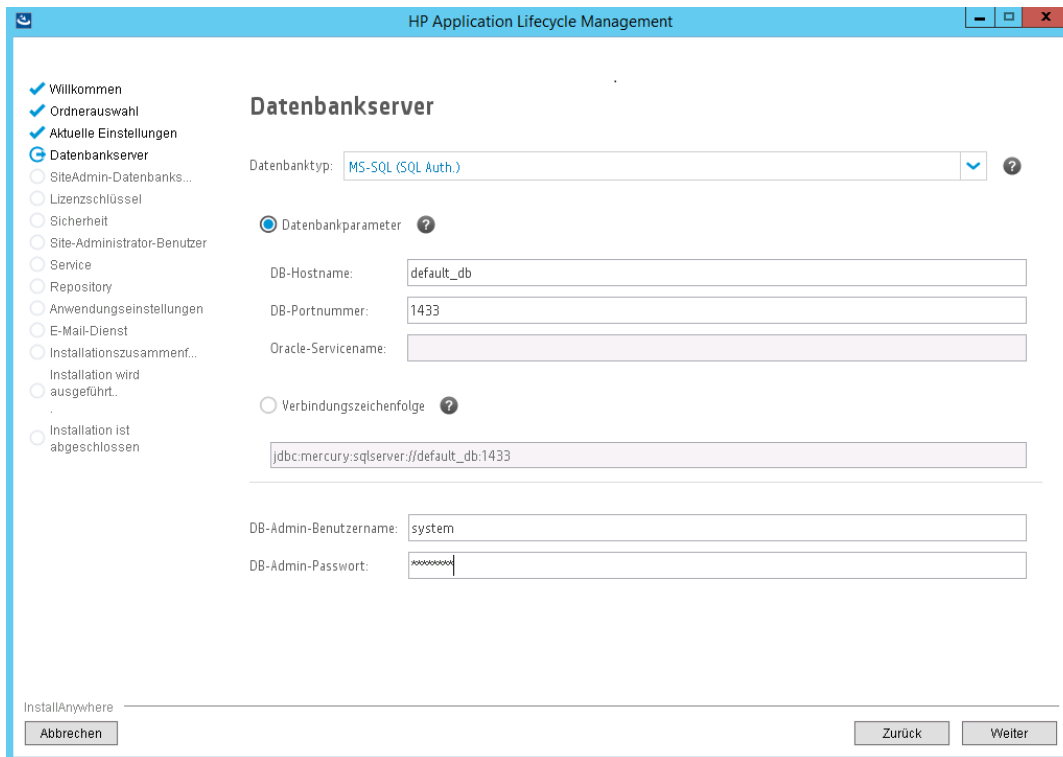 HP Application Lifecycle Management
Willkommen
Ordnerauswahl
Aktuelle Einstellungen
Datenbankserver
SiteAdmin-Datenbanks...
Lizenzschlüssel
Sicherheit
Site-Administrator-Benutzer
Service
Repository
Anwendungseinstellungen
E-Mail-Dienst
Installationszusammenf...
Installation wird
ausgeführt..
.
Installation ist
abgeschlossen
Datenbankserver
Datenbanktyp: MS-SQL (SQL Auth.)
Datenbankparameter
DB-Hostname: default_db
DB-Portnummer: 1433
Oracle-Servicename:
Verbindungszeichenfolge
jdbc:mercury:sqlserver://default_db:1433
DB-Admin-Benutzername: system
DB-Admin-Passwort: ********
InstallAnywhere
Abbrechen
Zurück
Weiter